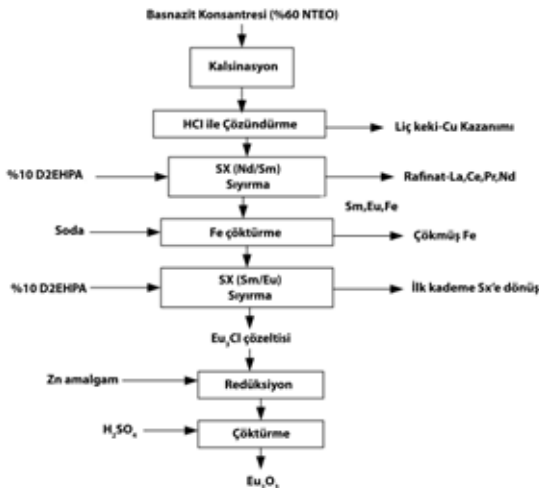 Basnazit Konsantresi (%60 NTEO)
Kalsinasyon
HCl ile Çözündürme
Liç keki-Cu Kazanımı
%10 D2EHPA
SX (Nd/Sm)
Sıyırma
Rafinat-La,Ce,Pr,Nd
Sm,Eu,Fe
Soda
Fe çöktürme
Çökmüş Fe
%10 D2EHPA
SX (Sm/Eu)
Sıyırma
İlk kademe Sx'e dönüş
Eu₃Cl çözeltisi
Zn amalgam
Redüksiyon
H₂SO₄
Çöktürme
Eu₂O₃